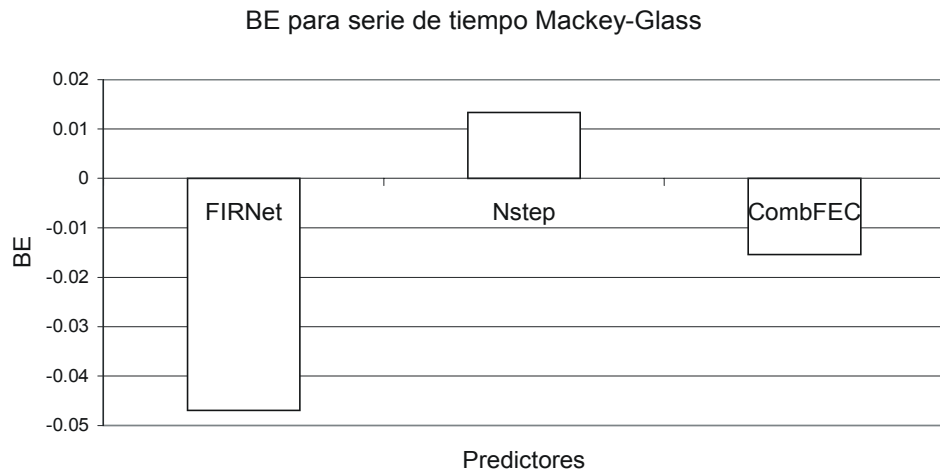 BE para serie de tiempo Mackey-Glass
0.02
0.01
0
-0.01
-0.02
-0.03
-0.04
-0.05
BE
FIRNet
Nstep
CombFEC
Predictores